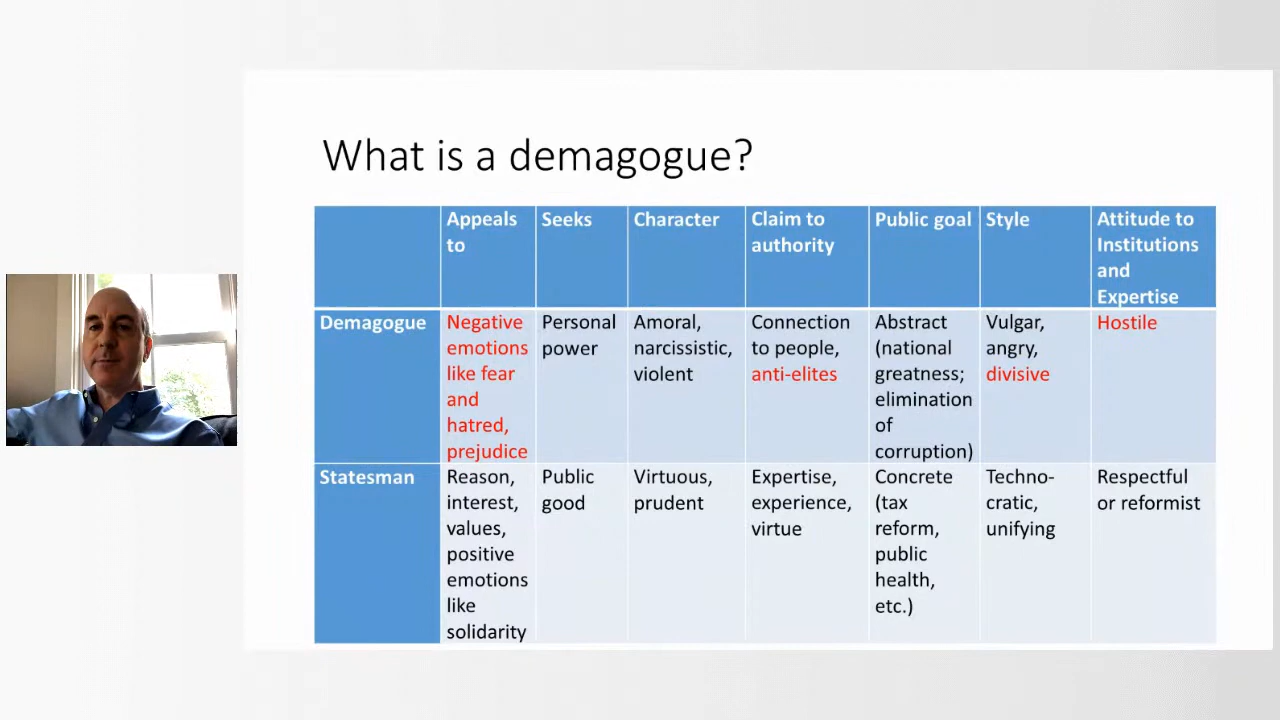 What is a demagogue?
Appeals
to
Seeks
Character
Claim to
authority
Public goal
Style
Attitude to
Institutions
and
Expertise
Demagogue
Negative
emotions
like fear
and
hatred,
prejudice
Personal
power
Amoral,
narcissistic,
violent
Connection
to people,
anti-elites
Abstract
(national
greatness;
elimination
of
corruption)
Vulgar,
angry,
divisive
Hostile
Statesman
Reason,
interest,
values,
positive
emotions
like
solidarity
Public
good
Virtuous,
prudent
Expertise,
experience,
virtue
Concrete
(tax
reform,
public
health,
etc.)
Techno-
cratic,
unifying
Respectful
or reformist